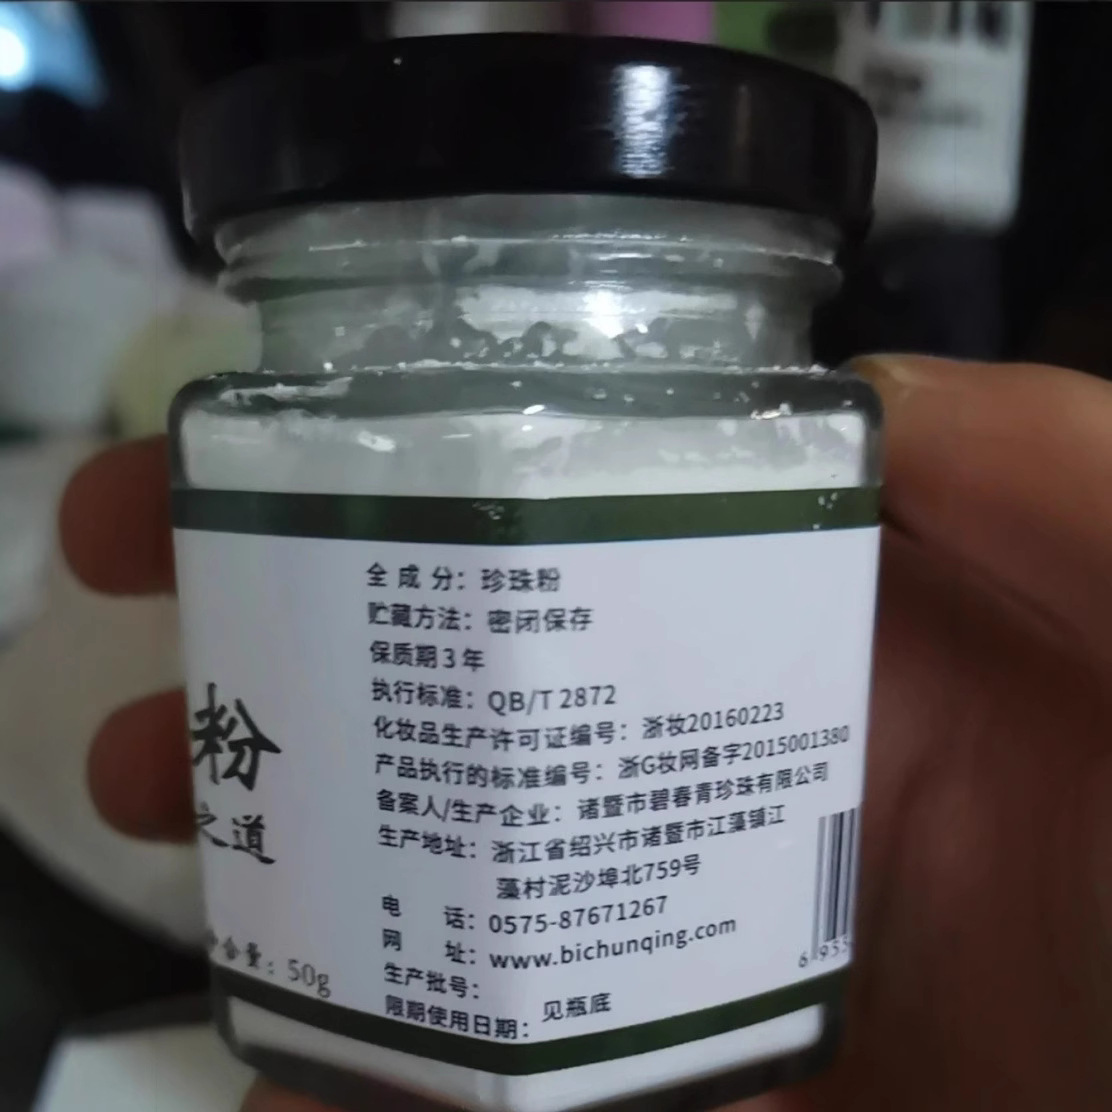 粉
之道
含量：50g
全成分：珍珠粉
贮藏方法：密闭保存
保质期3年
执行标准：QB/T 2872
化妆品生产许可证编号：浙妆20160223
产品执行的标准编号：浙G妆网备字2015001380
备案人/生产企业：诸暨市碧春青珍珠有限公司
生产地址：浙江省绍兴市诸暨市江藻镇江
藻村泥沙埠北759号
电话：0575-87671267
网址：www.bichunqing.com
生产批号：
限期使用日期：见瓶底
6 955